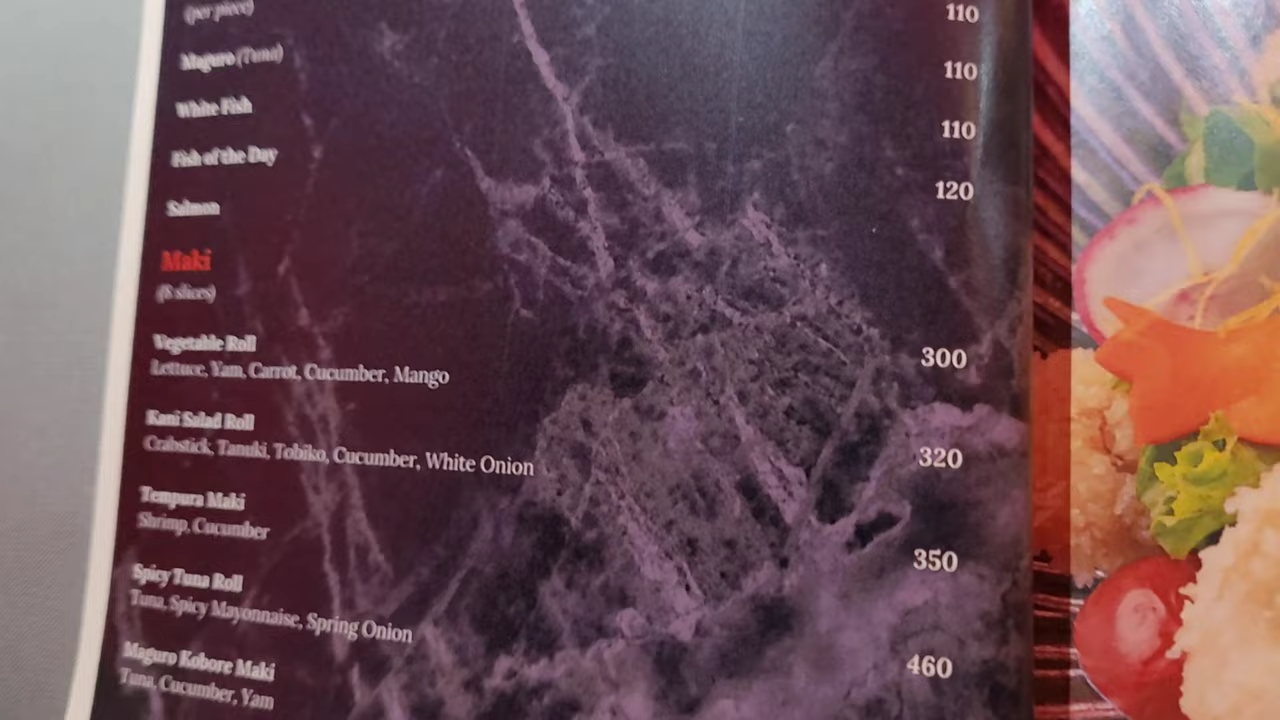 (per piece)
Maguro (Tuna) 110
White Fish 110
Fish of the Day 110
Salmon 120
Maki
(8 slices)
Vegetable Roll 300
Lettuce, Yam, Carrot, Cucumber, Mango
Kani Salad Roll 320
Crabstick, Tanuki, Tobiko, Cucumber, White Onion
Tempura Maki 350
Shrimp, Cucumber
Spicy Tuna Roll 460
Tuna, Spicy Mayonnaise, Spring Onion
Maguro Kobore Maki
Tuna, Cucumber, Yam